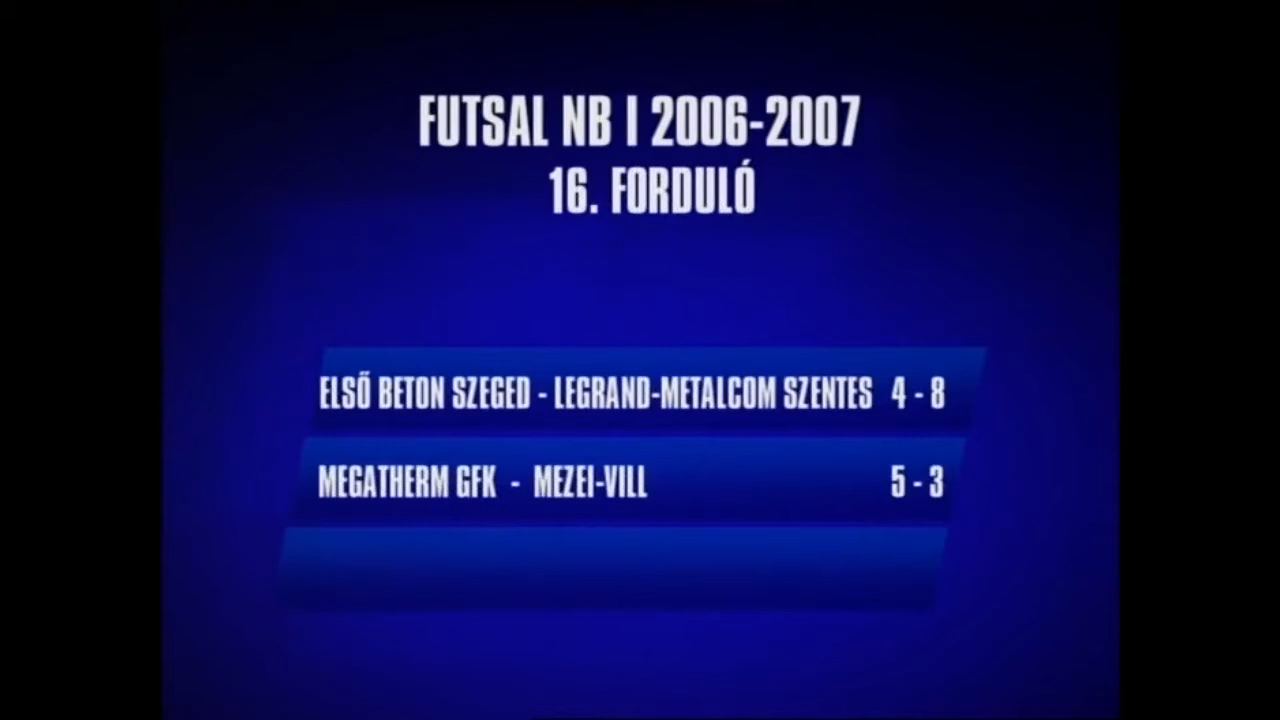 FUTSAL NB I 2006-2007
16. FORDULÓ
ELSŐ BETON SZEGED - LEGRAND-METALCOM SZENTES 4 - 8
MEGATHERM GFK - MEZEI-VILL 5 - 3